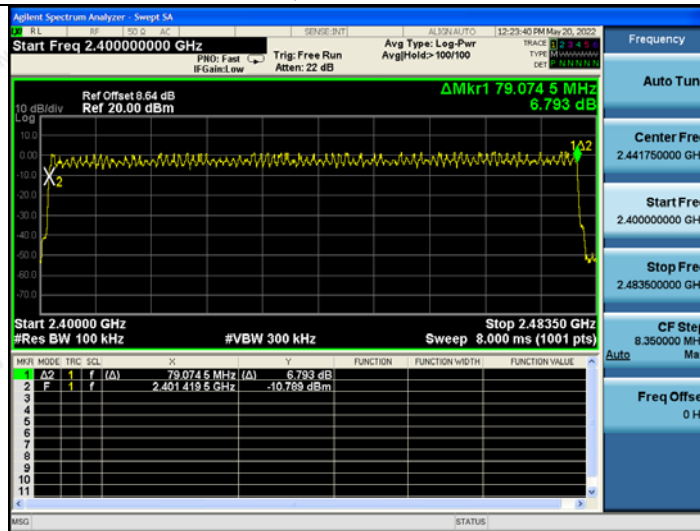 Agilent Spectrum Analyzer - Swept SA
RL RF 50 Ω AC SENSE:INT ALIGN AUTO 12:23:40 PM May 20, 2022
Start Freq 2.400000000 GHz
PNO: Fast
IFGain:Low
Trig: Free Run
Atten: 22 dB
Avg Type: Log-Pwr
Avg|Hold:> 100/100
TRACE 1 2 3 4 5 6
TYPE
DET P N N N N N
ΔMkr1 79.074 5 MHz
6.793 dB
Ref Offset 8.64 dB
Ref 20.00 dBm
10 dB/div
Log
10.0
0.00
-10.0
-20.0
-30.0
-40.0
-50.0
-60.0
-70.0
1Δ2
X2
Start 2.40000 GHz
#Res BW 100 kHz
#VBW 300 kHz
Stop 2.48350 GHz
Sweep 8.000 ms (1001 pts)
MKR MODE TRC SCL X Y FUNCTION FUNCTION WIDTH FUNCTION VALUE
1 Δ2 1 f (Δ) 79.074 5 MHz (Δ) 6.793 dB
2 F 1 f 2.401 419 5 GHz -10.789 dBm
3
4
5
6
7
8
9
10
11
MSG STATUS
Frequency
Auto Tun
Center Fre
2.441750000 GH
Start Fre
2.400000000 GH
Stop Fre
2.483500000 GH
CF Step
8.350000 MH
Auto Ma
Freq Offse
0 H